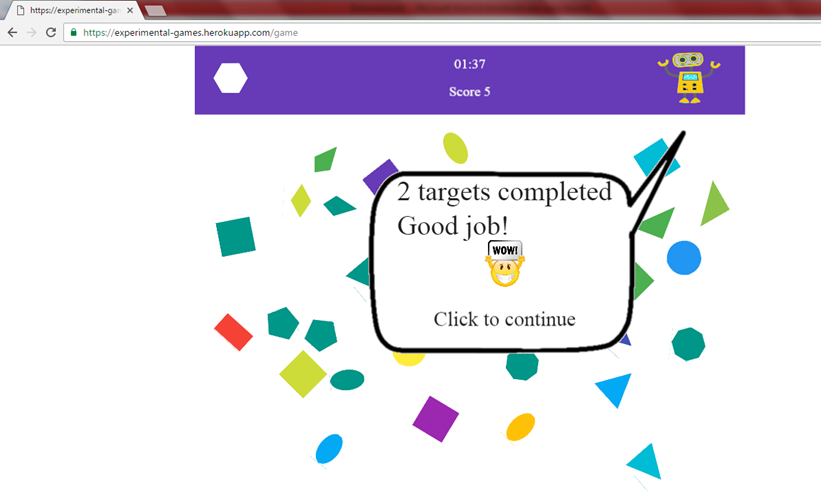 https://experimental-gam
https://experimental-games.herokuapp.com/game
01:37
Score 5
2 targets completed
Good job!
WOW!
Click to continue